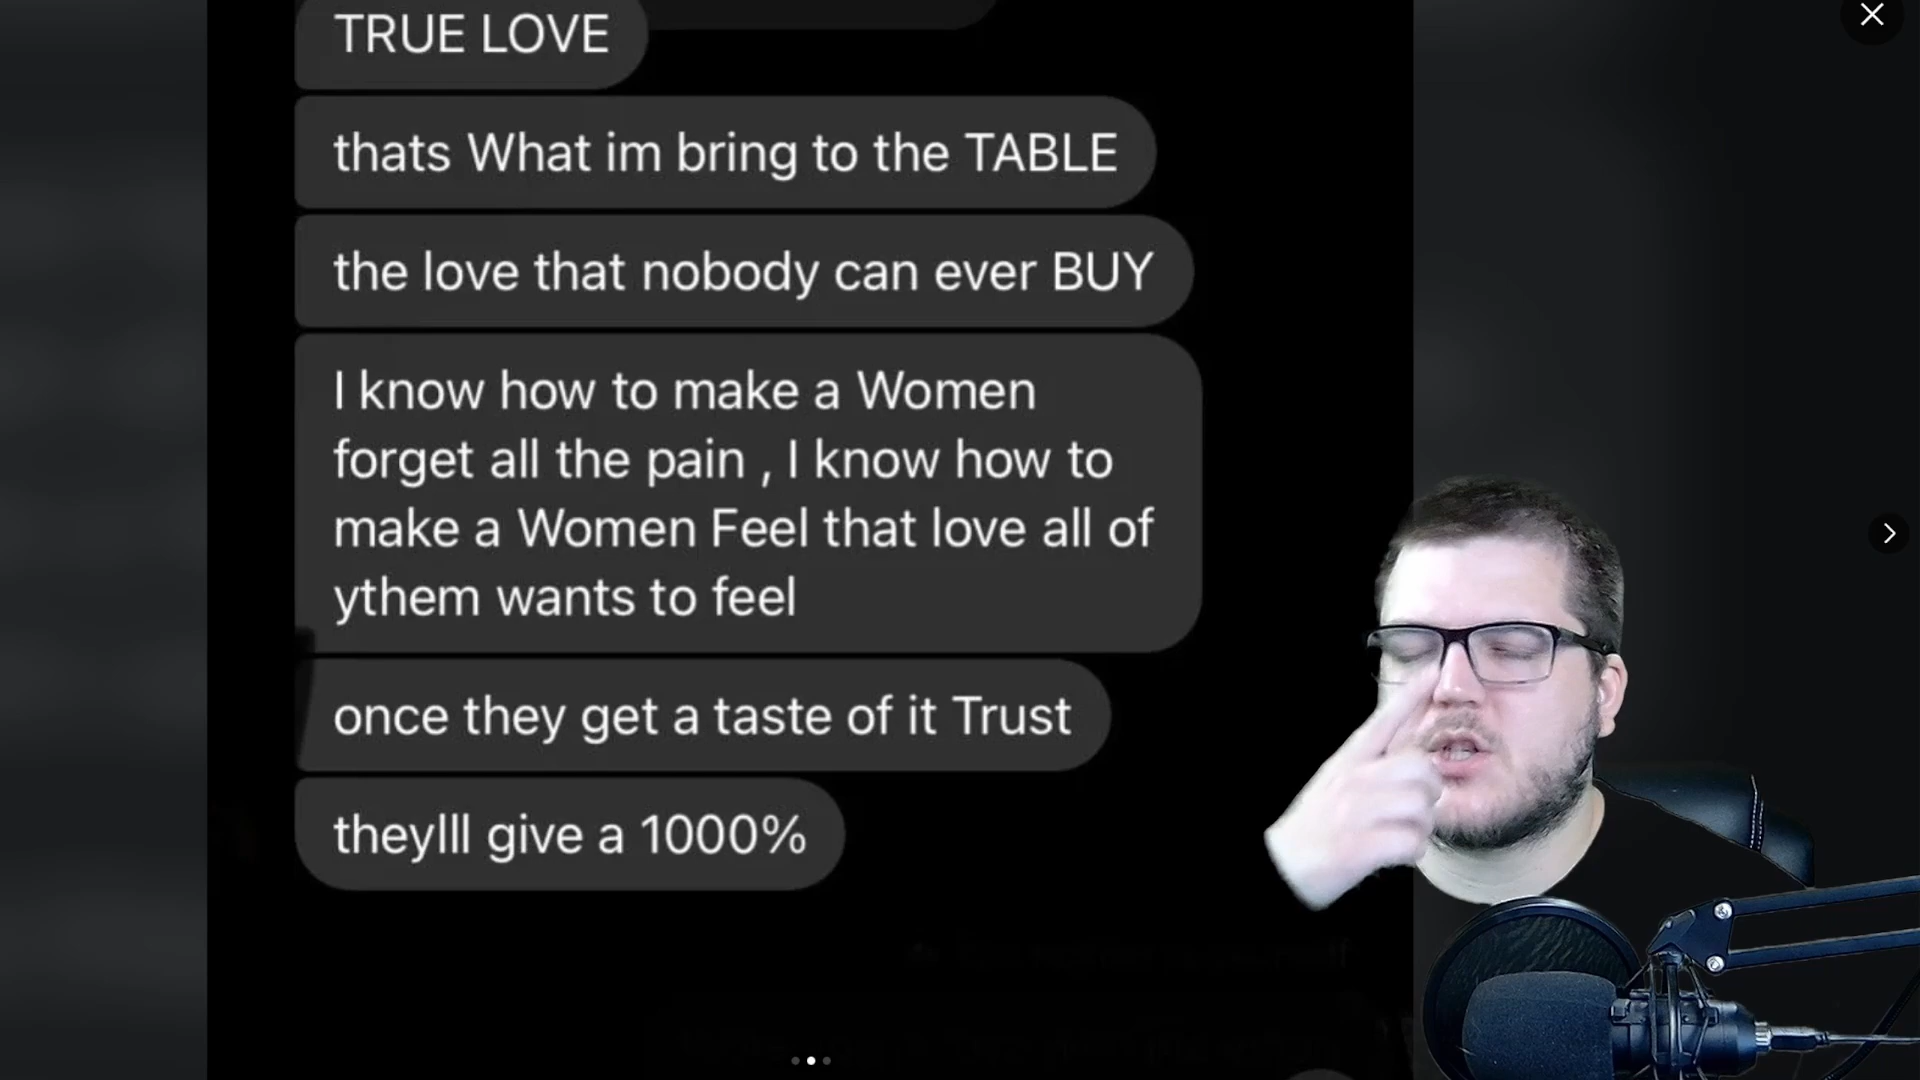 TRUE LOVE
thats What im bring to the TABLE
the love that nobody can ever BUY
I know how to make a Women
forget all the pain , I know how to
make a Women Feel that love all of
ythem wants to feel
once they get a taste of it Trust
theylll give a 1000%